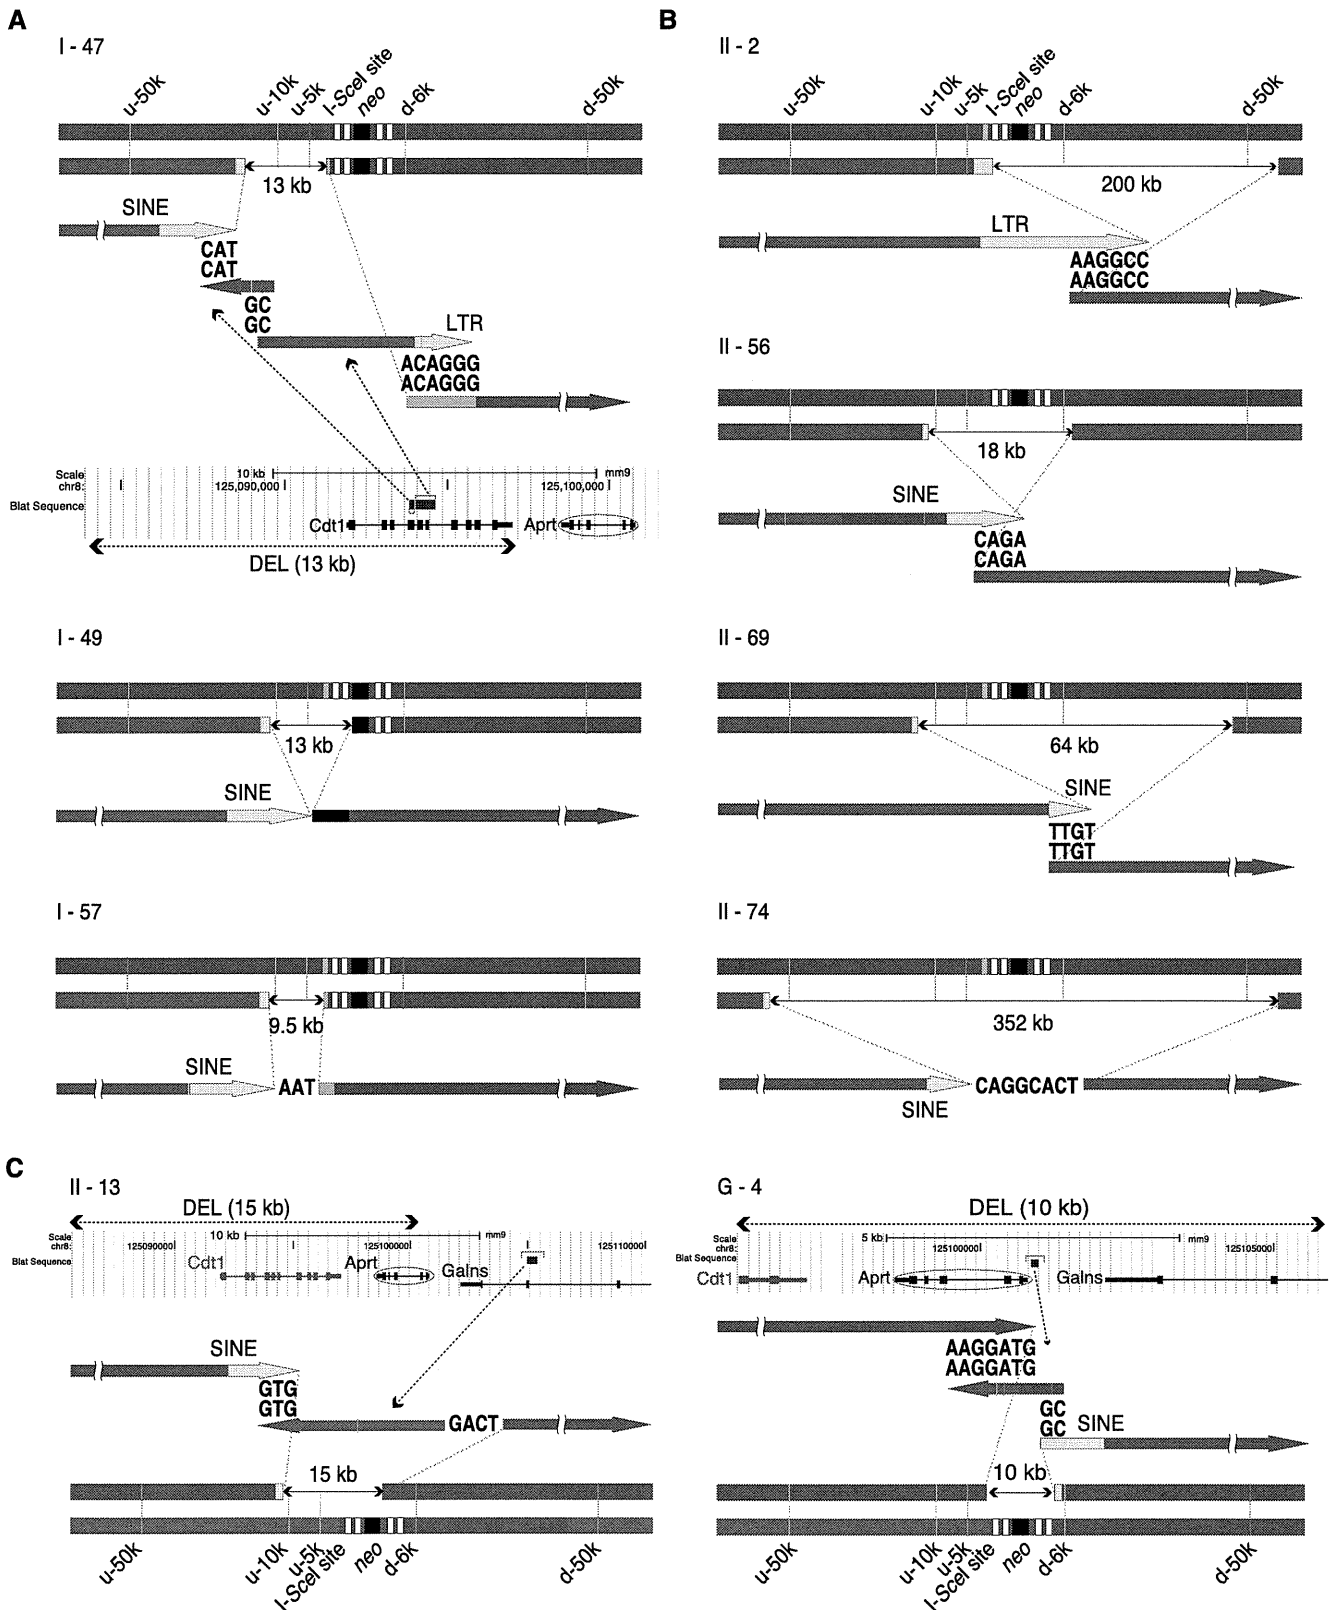 A
I - 47
u-50k u-10k u-5k I-SceI site neo d-6k d-50k
13 kb
SINE
CAT
CAT
GC
GC
LTR
ACAGGG
ACAGGG
Scale 10 kb mm9
chr8: 125,090,000 125,100,000
Blat Sequence
Cdt1 Aprt
DEL (13 kb)
I - 49
13 kb
SINE
I - 57
9.5 kb
SINE
AAT
B
II - 2
u-50k u-10k u-5k I-SceI site neo d-6k d-50k
200 kb
LTR
AAGGCC
AAGGCC
II - 56
18 kb
SINE
CAGA
CAGA
II - 69
64 kb
SINE
TTGT
TTGT
II - 74
352 kb
CAGGCACT
SINE
C
II - 13
DEL (15 kb)
Scale 10 kb mm9
chr8: 125090000 125100000 125110000
Blat Sequence
Cdt1 Aprt Galns
SINE
GTG
GTG
GACT
15 kb
u-50k u-10k u-5k I-SceI site neo d-6k d-50k
G - 4
DEL (10 kb)
Scale 5 kb mm9
chr8: 125100000 125105000
Blat Sequence
Cdt1 Aprt Galns
AAGGATG
AAGGATG
GC
GC SINE
10 kb
u-50k u-10k u-5k I-SceI site neo d-6k d-50k